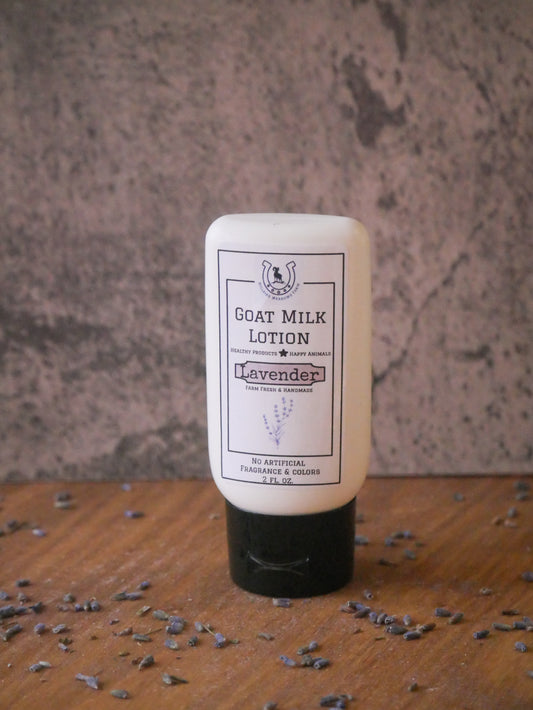 Goat Milk
Lotion
Healthy Products ★ Happy Animals
Lavender
Farm Fresh & Handmade
No Artificial
Fragrance & Colors
2 fl. oz.